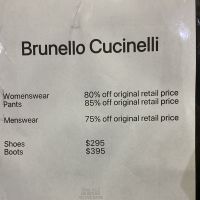 Brunello Cucinelli
Womenswear 80% off original retail price
Pants 85% off original retail price
Menswear 75% off original retail price
Shoes $295
Boots $395